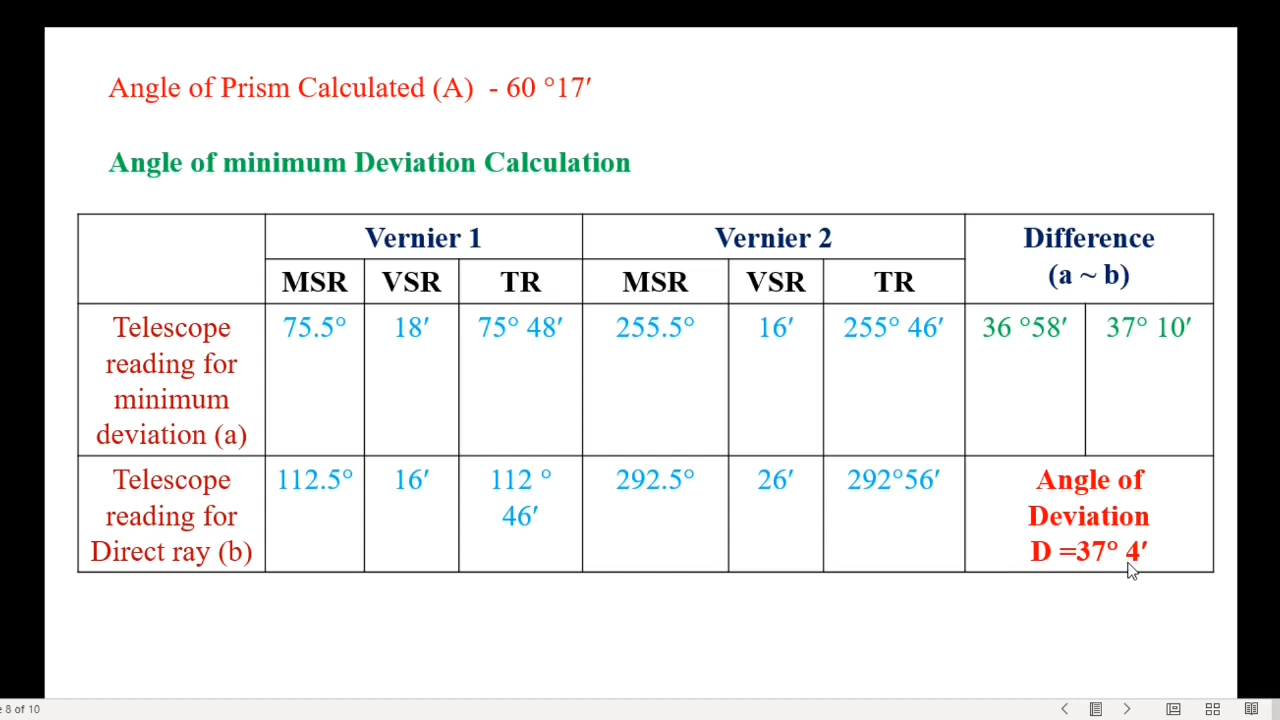 Angle of Prism Calculated (A)  - 60 °17′
Angle of minimum Deviation Calculation
Vernier 1
Vernier 2
Difference
(a ~ b)
MSR
VSR
TR
MSR
VSR
TR
Telescope
reading for
minimum
deviation (a)
75.5°
18′
75° 48′
255.5°
16′
255° 46′
36 °58′
37° 10′
Telescope
reading for
Direct ray (b)
112.5°
16′
112 °
46′
292.5°
26′
292°56′
Angle of
Deviation
D =37° 4′
8 of 10